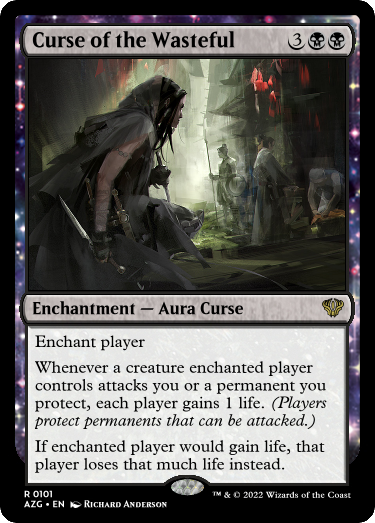 Curse of the Wasteful 3
Enchantment — Aura Curse
Enchant player
Whenever a creature enchanted player
controls attacks you or a permanent you
protect, each player gains 1 life. (Players
protect permanents that can be attacked.)
If enchanted player would gain life, that
player loses that much life instead.
R 0101
AZG • EN Richard Anderson
™ & © 2022 Wizards of the Coast